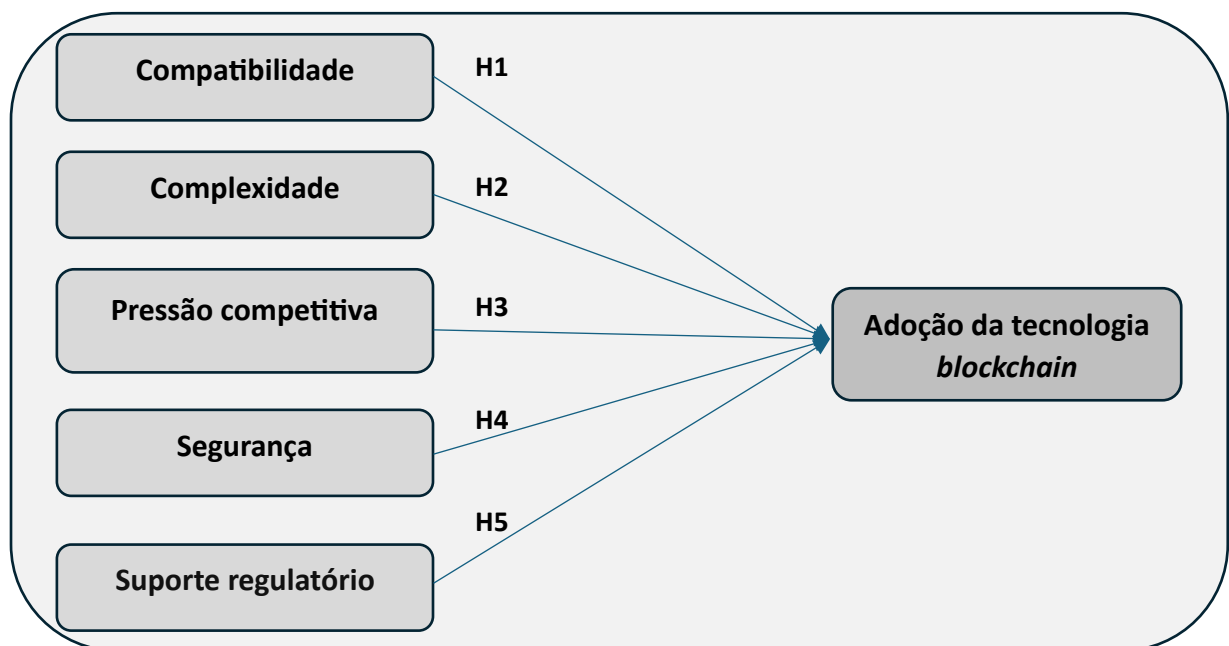 Compatibilidade
H1
Complexidade
H2
Pressão competitiva
H3
Adoção da tecnologia
blockchain
Segurança
H4
Suporte regulatório
H5